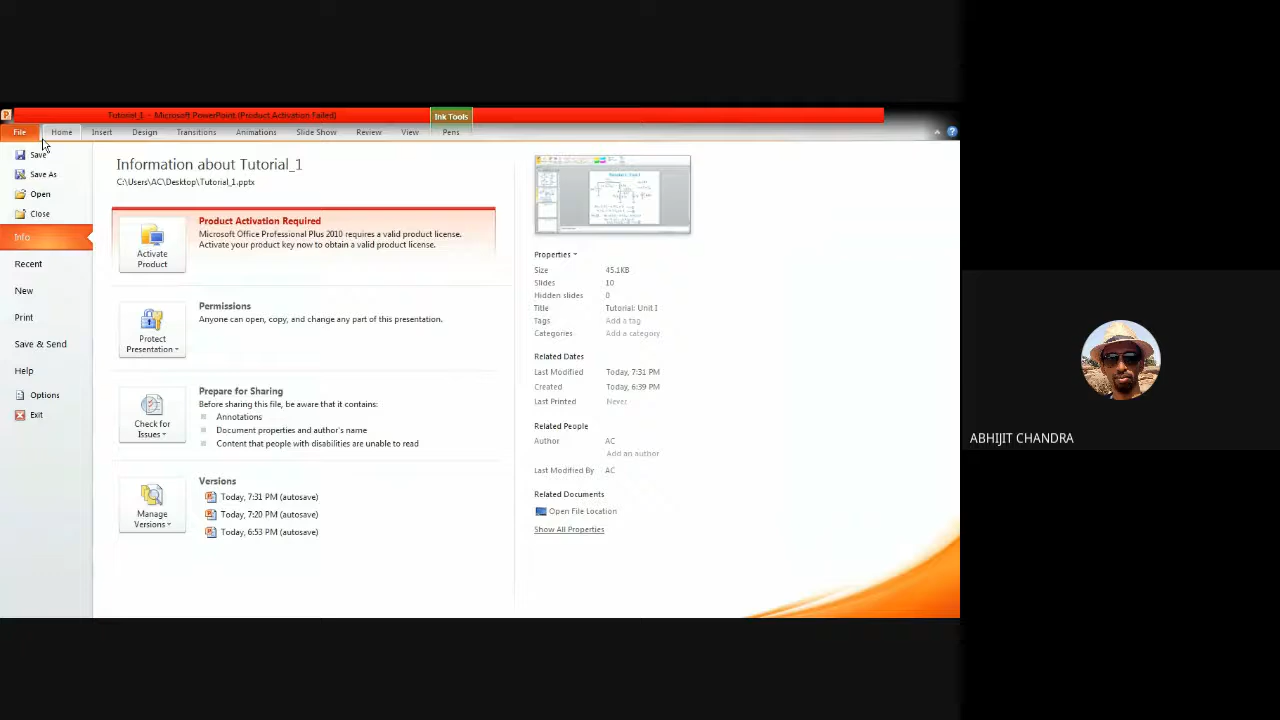 Tutorial_1 - Microsoft PowerPoint (Product Activation Failed)
Ink Tools
File Home Insert Design Transitions Animations Slide Show Review View Pens
Save
Save As
Open
Close
Info
Recent
New
Print
Save & Send
Help
Options
Exit
Information about Tutorial_1
C:\Users\AC\Desktop\Tutorial_1.pptx
Activate
Product
Product Activation Required
Microsoft Office Professional Plus 2010 requires a valid product license.
Activate your product key now to obtain a valid product license.
Protect
Presentation
Permissions
Anyone can open, copy, and change any part of this presentation.
Check for
Issues
Prepare for Sharing
Before sharing this file, be aware that it contains:
Annotations
Document properties and author's name
Content that people with disabilities are unable to read
Manage
Versions
Versions
Today, 7:31 PM (autosave)
Today, 7:20 PM (autosave)
Today, 6:53 PM (autosave)
Properties
Size 45.1KB
Slides 10
Hidden slides 0
Title Tutorial: Unit I
Tags Add a tag
Categories Add a category
Related Dates
Last Modified Today, 7:31 PM
Created Today, 6:39 PM
Last Printed Never
Related People
Author AC
Add an author
Last Modified By AC
Related Documents
Open File Location
Show All Properties
ABHIJIT CHANDRA